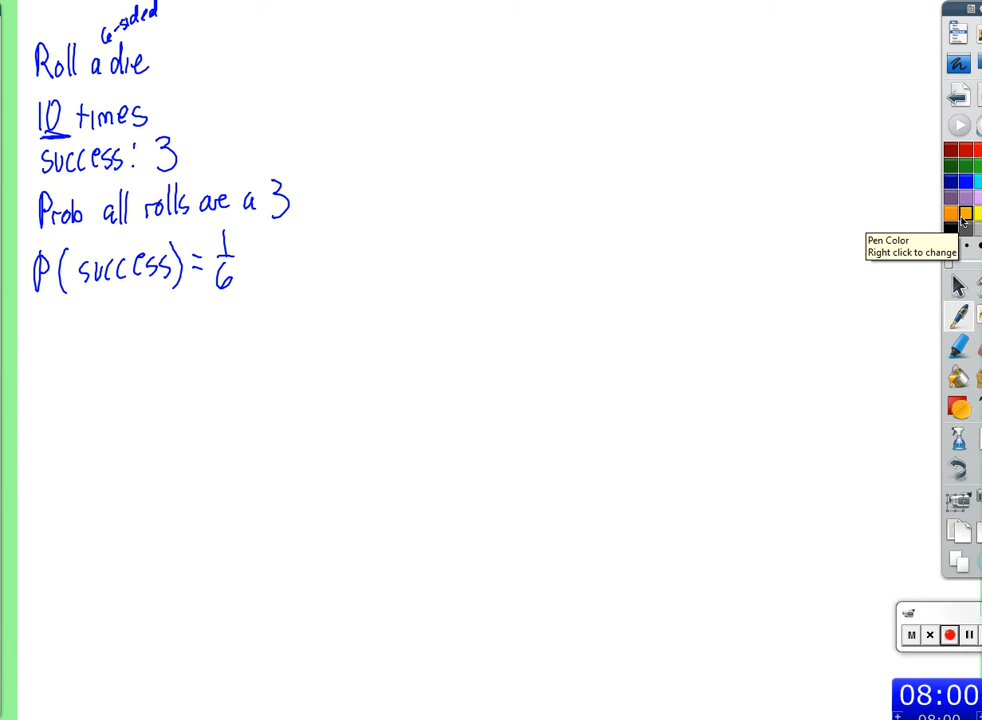 6-sided
Roll a die
10 times
success: 3
Prob all rolls are a 3
P(success) = 1/6
Pen Color
Right click to change
M
08:00